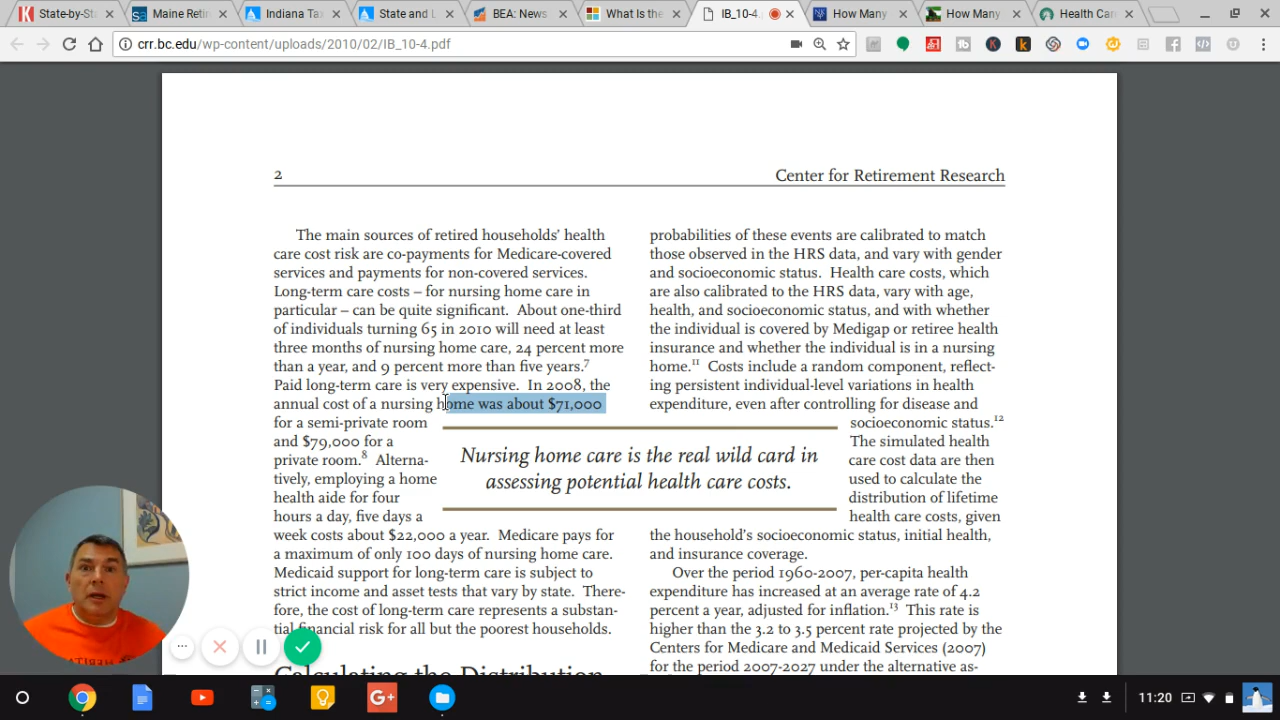 State-by-St
Maine Retir
Indiana Tax
State and L
BEA: News
What Is the
IB_10-4.
How Many
How Many
Health Car
crr.bc.edu/wp-content/uploads/2010/02/IB_10-4.pdf
2
Center for Retirement Research
The main sources of retired households' health
care cost risk are co-payments for Medicare-covered
services and payments for non-covered services.
Long-term care costs – for nursing home care in
particular – can be quite significant. About one-third
of individuals turning 65 in 2010 will need at least
three months of nursing home care, 24 percent more
than a year, and 9 percent more than five years.7
Paid long-term care is very expensive. In 2008, the
annual cost of a nursing home was about $71,000
for a semi-private room
and $79,000 for a
private room.8 Alterna-
tively, employing a home
health aide for four
hours a day, five days a
week costs about $22,000 a year. Medicare pays for
a maximum of only 100 days of nursing home care.
Medicaid support for long-term care is subject to
strict income and asset tests that vary by state. There-
fore, the cost of long-term care represents a substan-
tial financial risk for all but the poorest households.
Calculating the Distribution
Nursing home care is the real wild card in
assessing potential health care costs.
probabilities of these events are calibrated to match
those observed in the HRS data, and vary with gender
and socioeconomic status. Health care costs, which
are also calibrated to the HRS data, vary with age,
health, and socioeconomic status, and with whether
the individual is covered by Medigap or retiree health
insurance and whether the individual is in a nursing
home.11 Costs include a random component, reflect-
ing persistent individual-level variations in health
expenditure, even after controlling for disease and
socioeconomic status.12
The simulated health
care cost data are then
used to calculate the
distribution of lifetime
health care costs, given
the household's socioeconomic status, initial health,
and insurance coverage.
Over the period 1960-2007, per-capita health
expenditure has increased at an average rate of 4.2
percent a year, adjusted for inflation.13 This rate is
higher than the 3.2 to 3.5 percent rate projected by the
Centers for Medicare and Medicaid Services (2007)
for the period 2007-2027 under the alternative as-
11:20